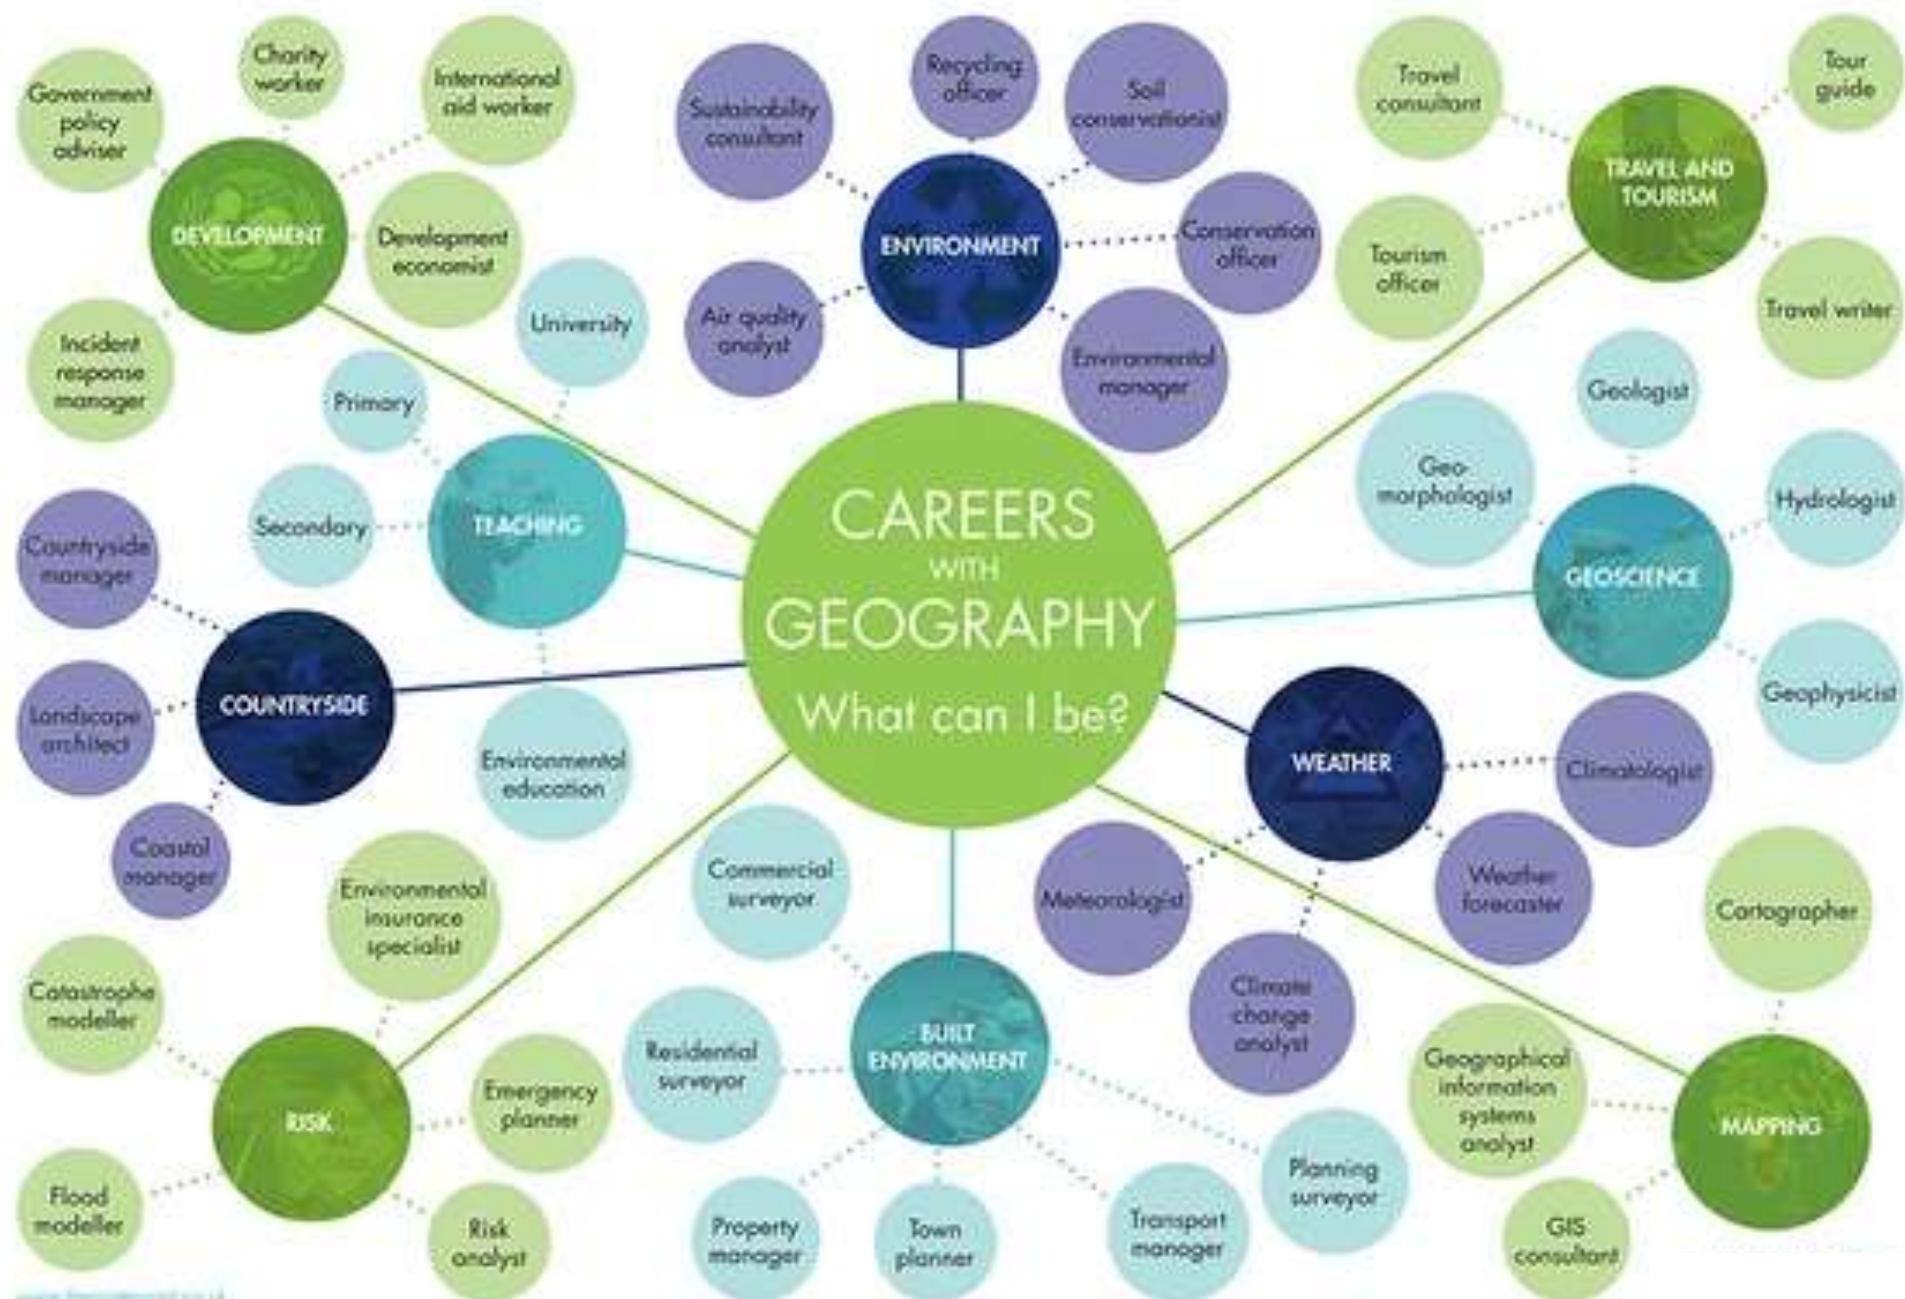 CAREERS
WITH
GEOGRAPHY
What can I be?
DEVELOPMENT
Government
policy
adviser
Charity
worker
International
aid worker
Development
economist
Incident
response
manager
TEACHING
University
Primary
Secondary
Environmental
education
ENVIRONMENT
Sustainability
consultant
Recycling
officer
Soil
conservationist
Conservation
officer
Environmental
manager
Air quality
analyst
TRAVEL AND
TOURISM
Travel
consultant
Tour
guide
Tourism
officer
Travel writer
GEOSCIENCE
Geologist
Geo-
morphologist
Hydrologist
Geophysicist
COUNTRYSIDE
Countryside
manager
Landscape
architect
Coastal
manager
WEATHER
Climatologist
Weather
forecaster
Meteorologist
Climate
change
analyst
RISK
Environmental
insurance
specialist
Catastrophe
modeller
Emergency
planner
Flood
modeller
Risk
analyst
BUILT
ENVIRONMENT
Commercial
surveyor
Residential
surveyor
Property
manager
Town
planner
Transport
manager
Planning
surveyor
MAPPING
Cartographer
Geographical
information
systems
analyst
GIS
consultant